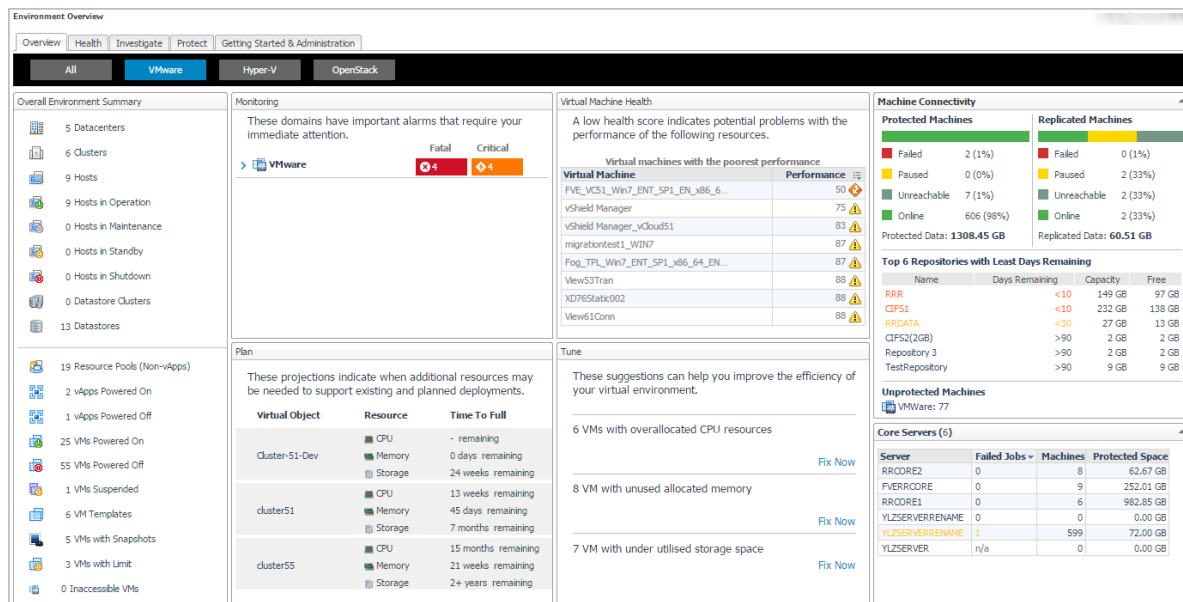 Environment Overview
Overview Health Investigate Protect Getting Started & Administration
All VMware Hyper-V OpenStack
Overall Environment Summary
5 Datacenters
6 Clusters
9 Hosts
9 Hosts in Operation
0 Hosts in Maintenance
0 Hosts in Standby
0 Hosts in Shutdown
0 Datastore Clusters
13 Datastores
19 Resource Pools (Non-vApps)
2 vApps Powered On
1 vApps Powered Off
25 VMs Powered On
55 VMs Powered Off
1 VMs Suspended
6 VM Templates
5 VMs with Snapshots
3 VMs with Limit
0 Inaccessible VMs
Monitoring
These domains have important alarms that require your
immediate attention.
Fatal Critical
VMware 4 4
Virtual Machine Health
A low health score indicates potential problems with the
performance of the following resources.
Virtual machines with the poorest performance
Virtual Machine Performance
FVE_VC51_Win7_ENT_SP1_EN_x86_6... 50
vShield Manager 75
vShield Manager_vCloud51 83
migrationtest1_WIN7 87
Fog_TPL_Win7_ENT_SP1_x86_64_EN... 87
View53Tran 88
XD76Static002 88
View61Conn 88
Plan
These projections indicate when additional resources may
be needed to support existing and planned deployments.
Virtual Object Resource Time To Full
Cluster-51-Dev
CPU - remaining
Memory 0 days remaining
Storage 24 weeks remaining
cluster51
CPU 13 weeks remaining
Memory 45 days remaining
Storage 7 months remaining
cluster55
CPU 15 months remaining
Memory 21 weeks remaining
Storage 2+ years remaining
Tune
These suggestions can help you improve the efficiency of
your virtual environment.
6 VMs with overallocated CPU resources
Fix Now
8 VM with unused allocated memory
Fix Now
7 VM with under utilised storage space
Fix Now
Machine Connectivity
Protected Machines
Failed 2 (1%)
Paused 0 (0%)
Unreachable 7 (1%)
Online 606 (98%)
Protected Data: 1308.45 GB
Replicated Machines
Failed 0 (1%)
Paused 2 (33%)
Unreachable 2 (33%)
Online 2 (33%)
Replicated Data: 60.51 GB
Top 6 Repositories with Least Days Remaining
Name Days Remaining Capacity Free
RRR <10 149 GB 97 GB
CIFS1 <10 232 GB 138 GB
RRDATA <30 27 GB 13 GB
CIFS2(2GB) >90 2 GB 2 GB
Repository 3 >90 2 GB 2 GB
TestRepository >90 9 GB 9 GB
Unprotected Machines
VMWare: 77
Core Servers (6)
Server Failed Jobs Machines Protected Space
RRCORE2 0 8 62.67 GB
FVERRCORE 0 9 252.01 GB
RRCORE1 0 6 982.85 GB
YLZSERVERRENAME 0 0 0.00 GB
YLZSERVERRENAME 1 599 72.00 GB
YLZSERVER n/a 0 0.00 GB